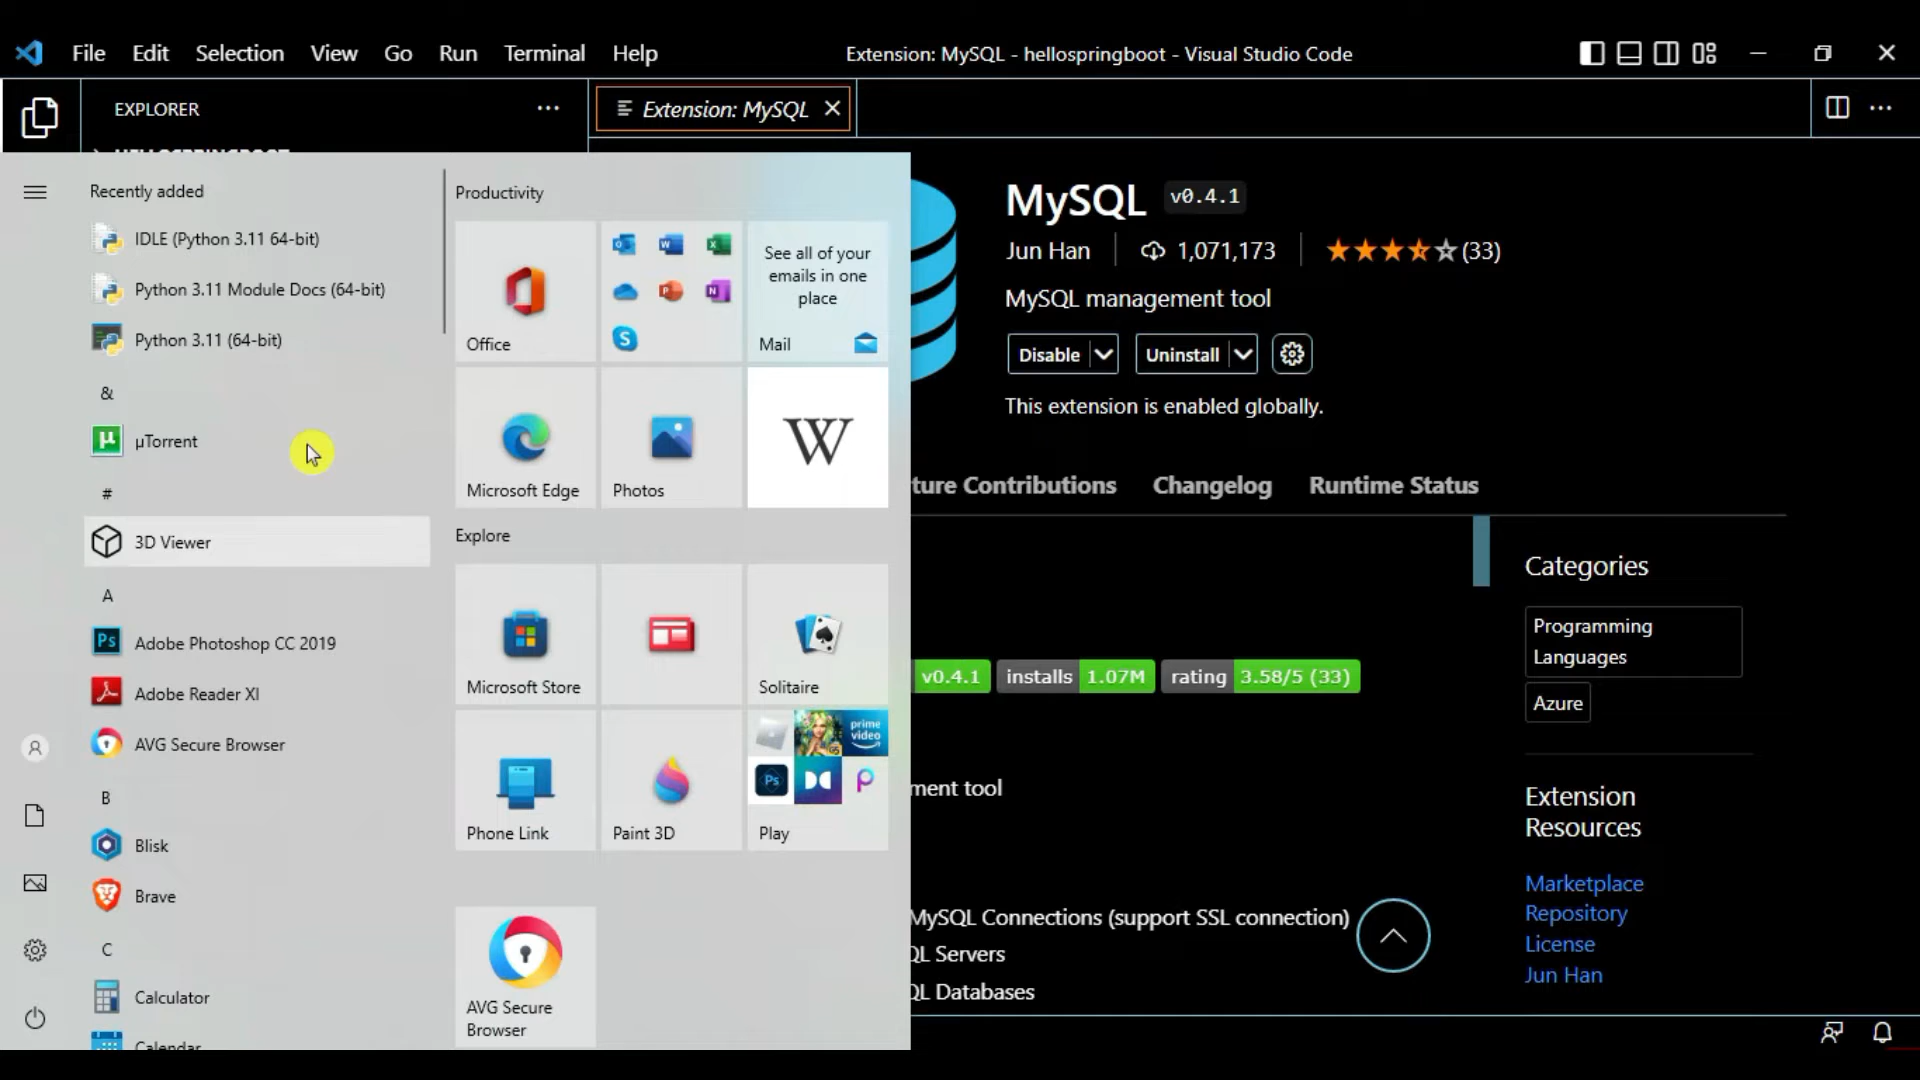 File Edit Selection View Go Run Terminal Help
Extension: MySQL - hellospringboot - Visual Studio Code
EXPLORER
Extension: MySQL
Recently added
IDLE (Python 3.11 64-bit)
Python 3.11 Module Docs (64-bit)
Python 3.11 (64-bit)
&
µTorrent
#
3D Viewer
A
Adobe Photoshop CC 2019
Adobe Reader XI
AVG Secure Browser
B
Blisk
Brave
C
Calculator
Calendar
Productivity
Office
See all of your
emails in one
place
Mail
Microsoft Edge
Photos
W
Explore
Microsoft Store
Solitaire
prime
video
Ps
Phone Link
Paint 3D
Play
AVG Secure
Browser
MySQL v0.4.1
Jun Han
1,071,173
(33)
MySQL management tool
Disable
Uninstall
This extension is enabled globally.
ture Contributions
Changelog
Runtime Status
v0.4.1
installs 1.07M
rating 3.58/5 (33)
ment tool
MySQL Connections (support SSL connection)
QL Servers
QL Databases
Categories
Programming
Languages
Azure
Extension
Resources
Marketplace
Repository
License
Jun Han